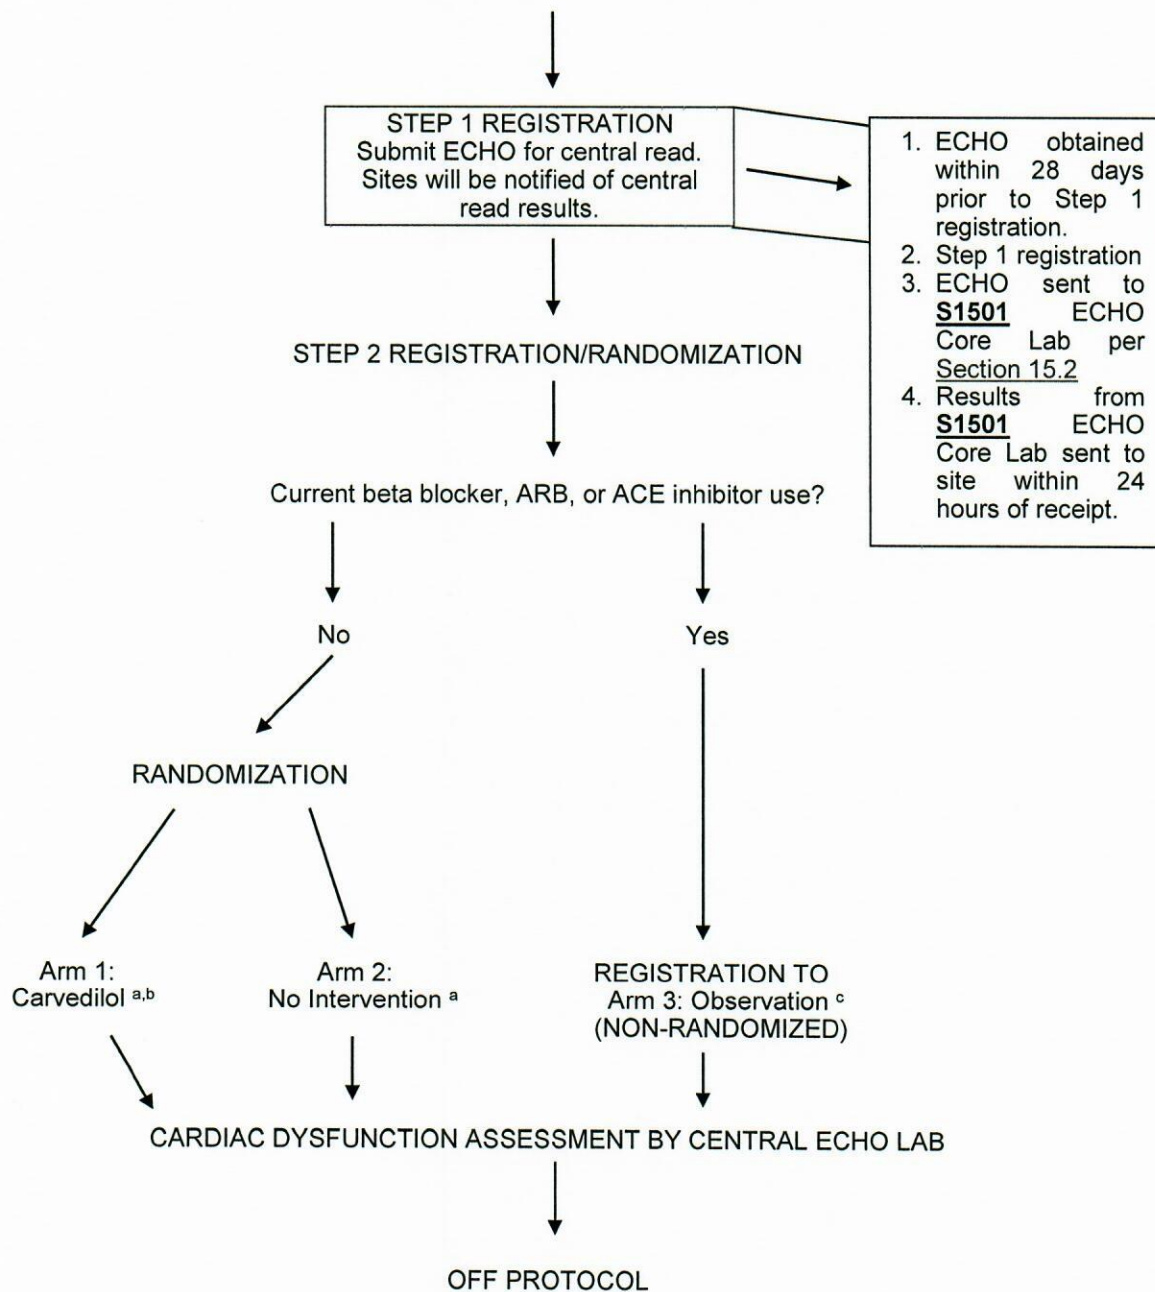 STEP 1 REGISTRATION
Submit ECHO for central read.
Sites will be notified of central
read results.
1. ECHO obtained
within 28 days
prior to Step 1
registration.
2. Step 1 registration
3. ECHO sent to
S1501 ECHO
Core Lab per
Section 15.2
4. Results from
S1501 ECHO
Core Lab sent to
site within 24
hours of receipt.
STEP 2 REGISTRATION/RANDOMIZATION
Current beta blocker, ARB, or ACE inhibitor use?
No
Yes
RANDOMIZATION
Arm 1:
Carvedilol a,b
Arm 2:
No Intervention a
REGISTRATION TO
Arm 3: Observation c
(NON-RANDOMIZED)
CARDIAC DYSFUNCTION ASSESSMENT BY CENTRAL ECHO LAB
OFF PROTOCOL